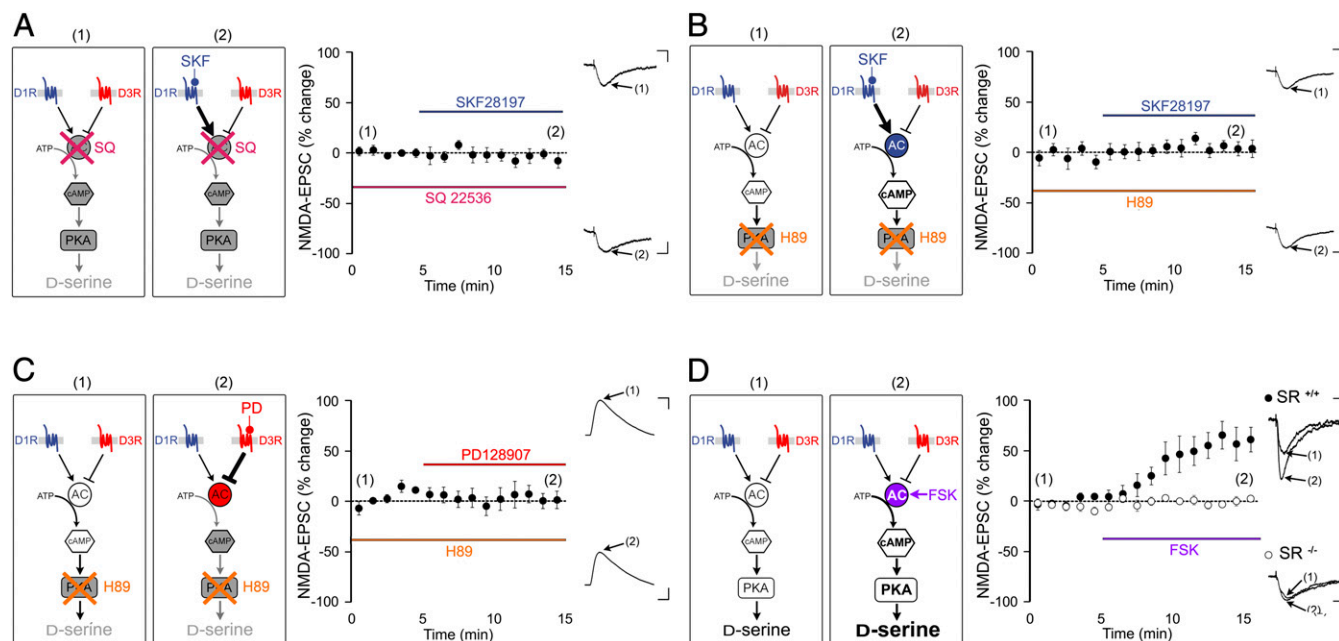 A
(1)
(2)
SKF
D1R
D3R
D1R
D3R
AC
SQ
AC
SQ
ATP
ATP
cAMP
cAMP
PKA
PKA
D-serine
D-serine
NMDA-EPSC (% change)
100
50
0
-50
-100
(1)
SKF28197
(2)
SQ 22536
0
5
10
15
Time (min)
(1)
(2)
B
(1)
(2)
SKF
D1R
D3R
D1R
D3R
AC
AC
ATP
ATP
cAMP
cAMP
PKA
H89
PKA
H89
D-serine
D-serine
NMDA-EPSC (% change)
100
50
0
-50
-100
(1)
SKF28197
(2)
H89
0
5
10
15
Time (min)
(1)
(2)
C
(1)
(2)
PD
D1R
D3R
D1R
D3R
AC
AC
ATP
ATP
cAMP
cAMP
PKA
H89
PKA
H89
D-serine
D-serine
NMDA-EPSC (% change)
100
50
0
-50
-100
(1)
PD128907
(2)
H89
0
5
10
15
Time (min)
(1)
(2)
D
(1)
(2)
D1R
D3R
D1R
D3R
AC
AC
FSK
ATP
ATP
cAMP
cAMP
PKA
PKA
D-serine
D-serine
NMDA-EPSC (% change)
100
50
0
-50
-100
(1)
(2)
FSK
0
5
10
15
Time (min)
SR +/+
(1)
(2)
SR -/-
(1)
(2)